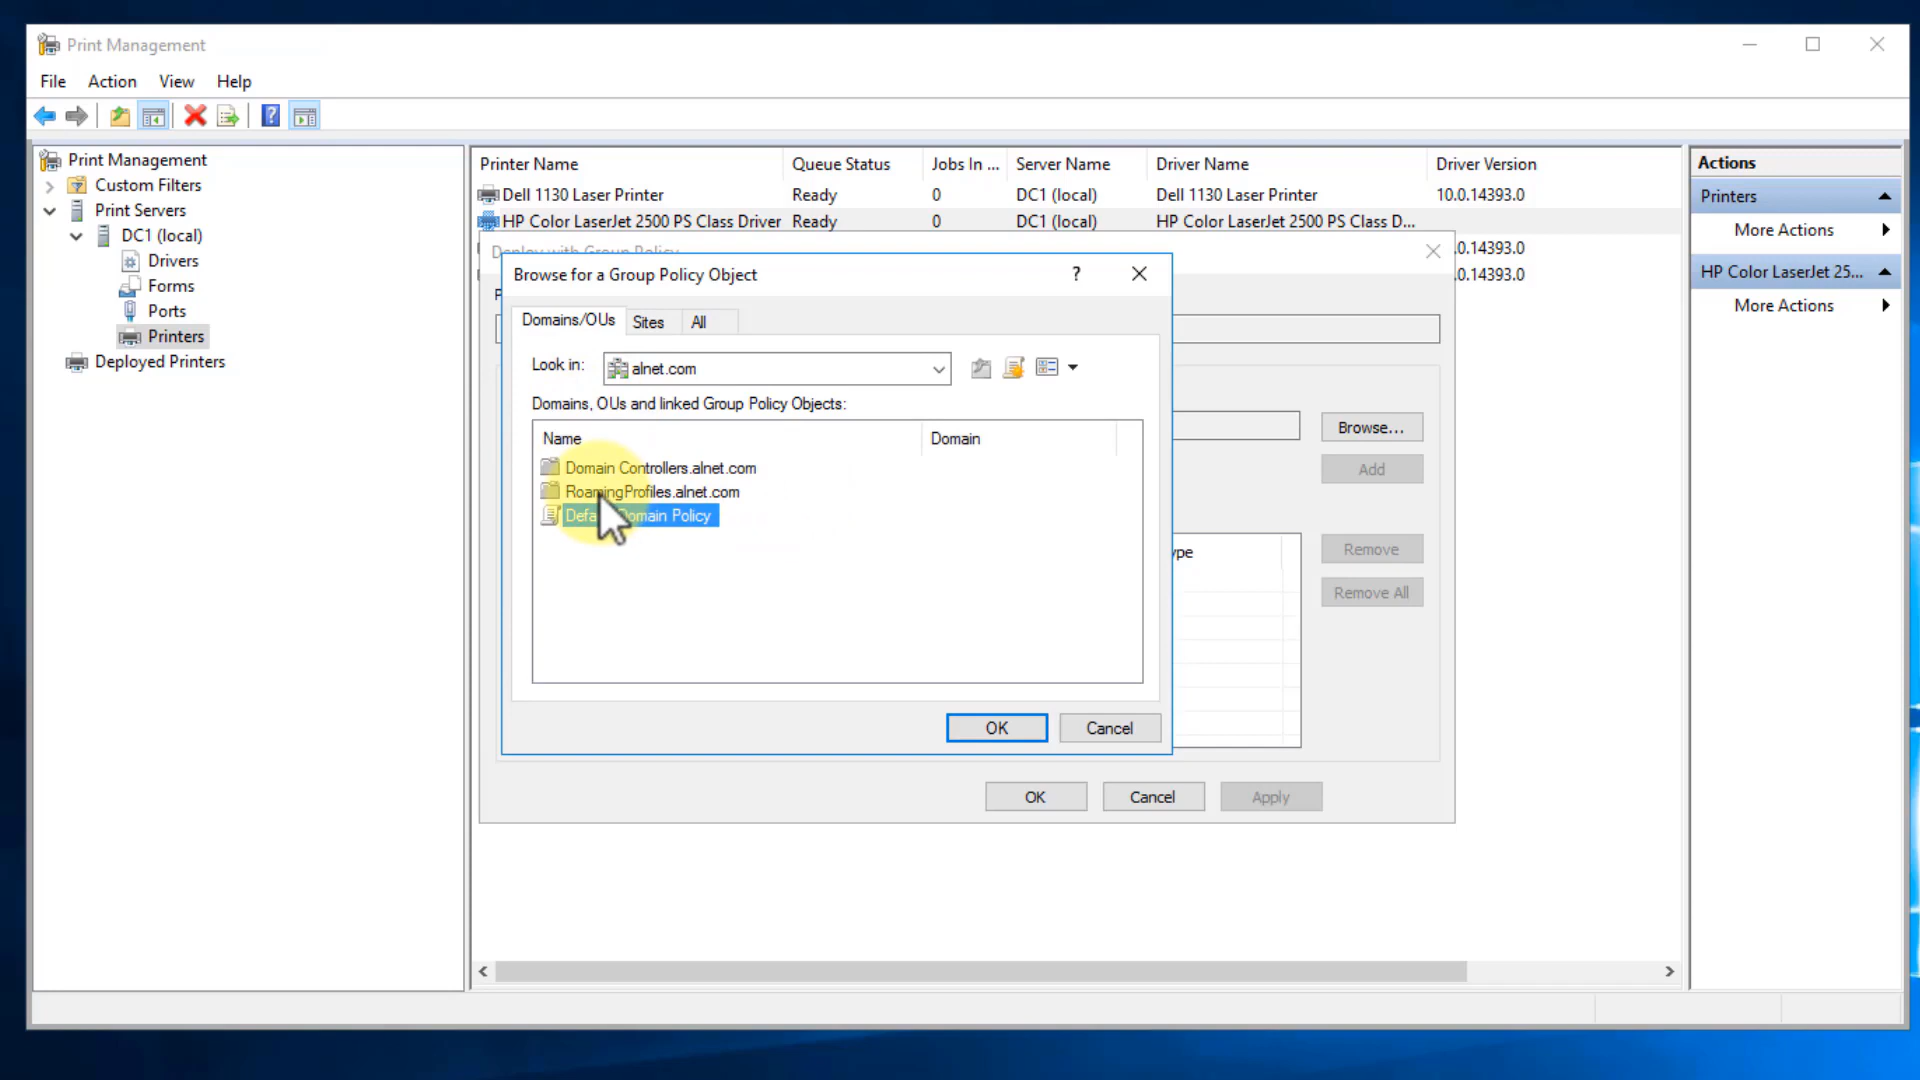 Print Management
File Action View Help
Print Management
Custom Filters
Print Servers
DC1 (local)
Drivers
Forms
Ports
Printers
Deployed Printers
Printer Name Queue Status Jobs In ... Server Name Driver Name Driver Version
Dell 1130 Laser Printer Ready 0 DC1 (local) Dell 1130 Laser Printer 10.0.14393.0
HP Color LaserJet 2500 PS Class Driver Ready 0 DC1 (local) HP Color LaserJet 2500 PS Class D...
.0.14393.0
.0.14393.0
Deploy with Group Policy
Browse for a Group Policy Object ?
Domains/OUs Sites All
Look in: alnet.com
Domains, OUs and linked Group Policy Objects:
Name Domain
Domain Controllers.alnet.com
RoamingProfiles.alnet.com
Domain Policy
OK Cancel
Browse...
Add
ype
Remove
Remove All
OK Cancel Apply
Actions
Printers
More Actions
HP Color LaserJet 25...
More Actions